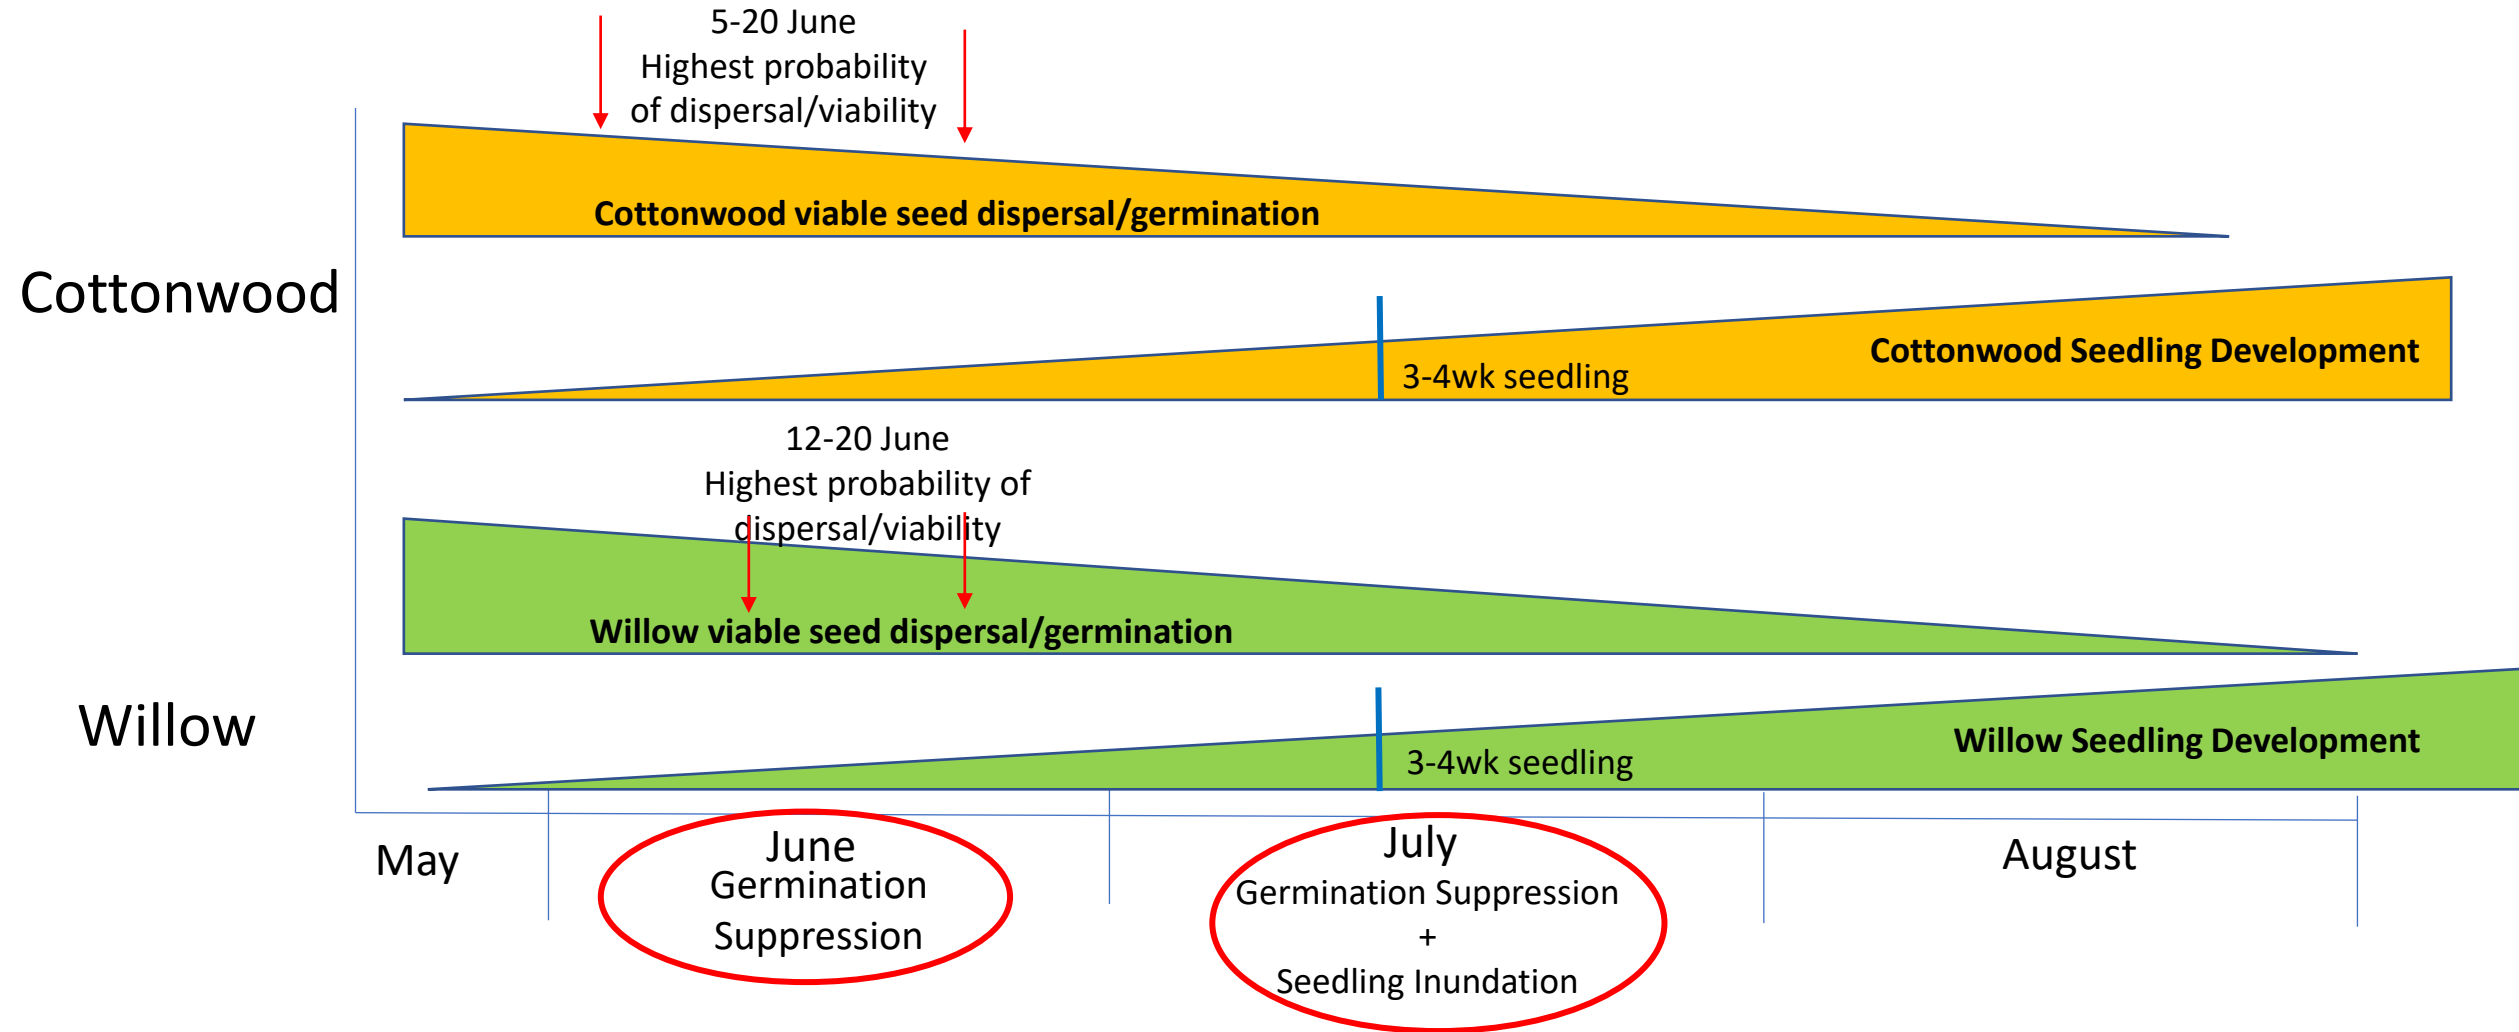 5-20 June
Highest probability
of dispersal/viability
Cottonwood viable seed dispersal/germination
Cottonwood
Cottonwood Seedling Development
3-4wk seedling
12-20 June
Highest probability of
dispersal/viability
Willow viable seed dispersal/germination
Willow
Willow Seedling Development
3-4wk seedling
May
June
Germination
Suppression
July
Germination Suppression
+
Seedling Inundation
August